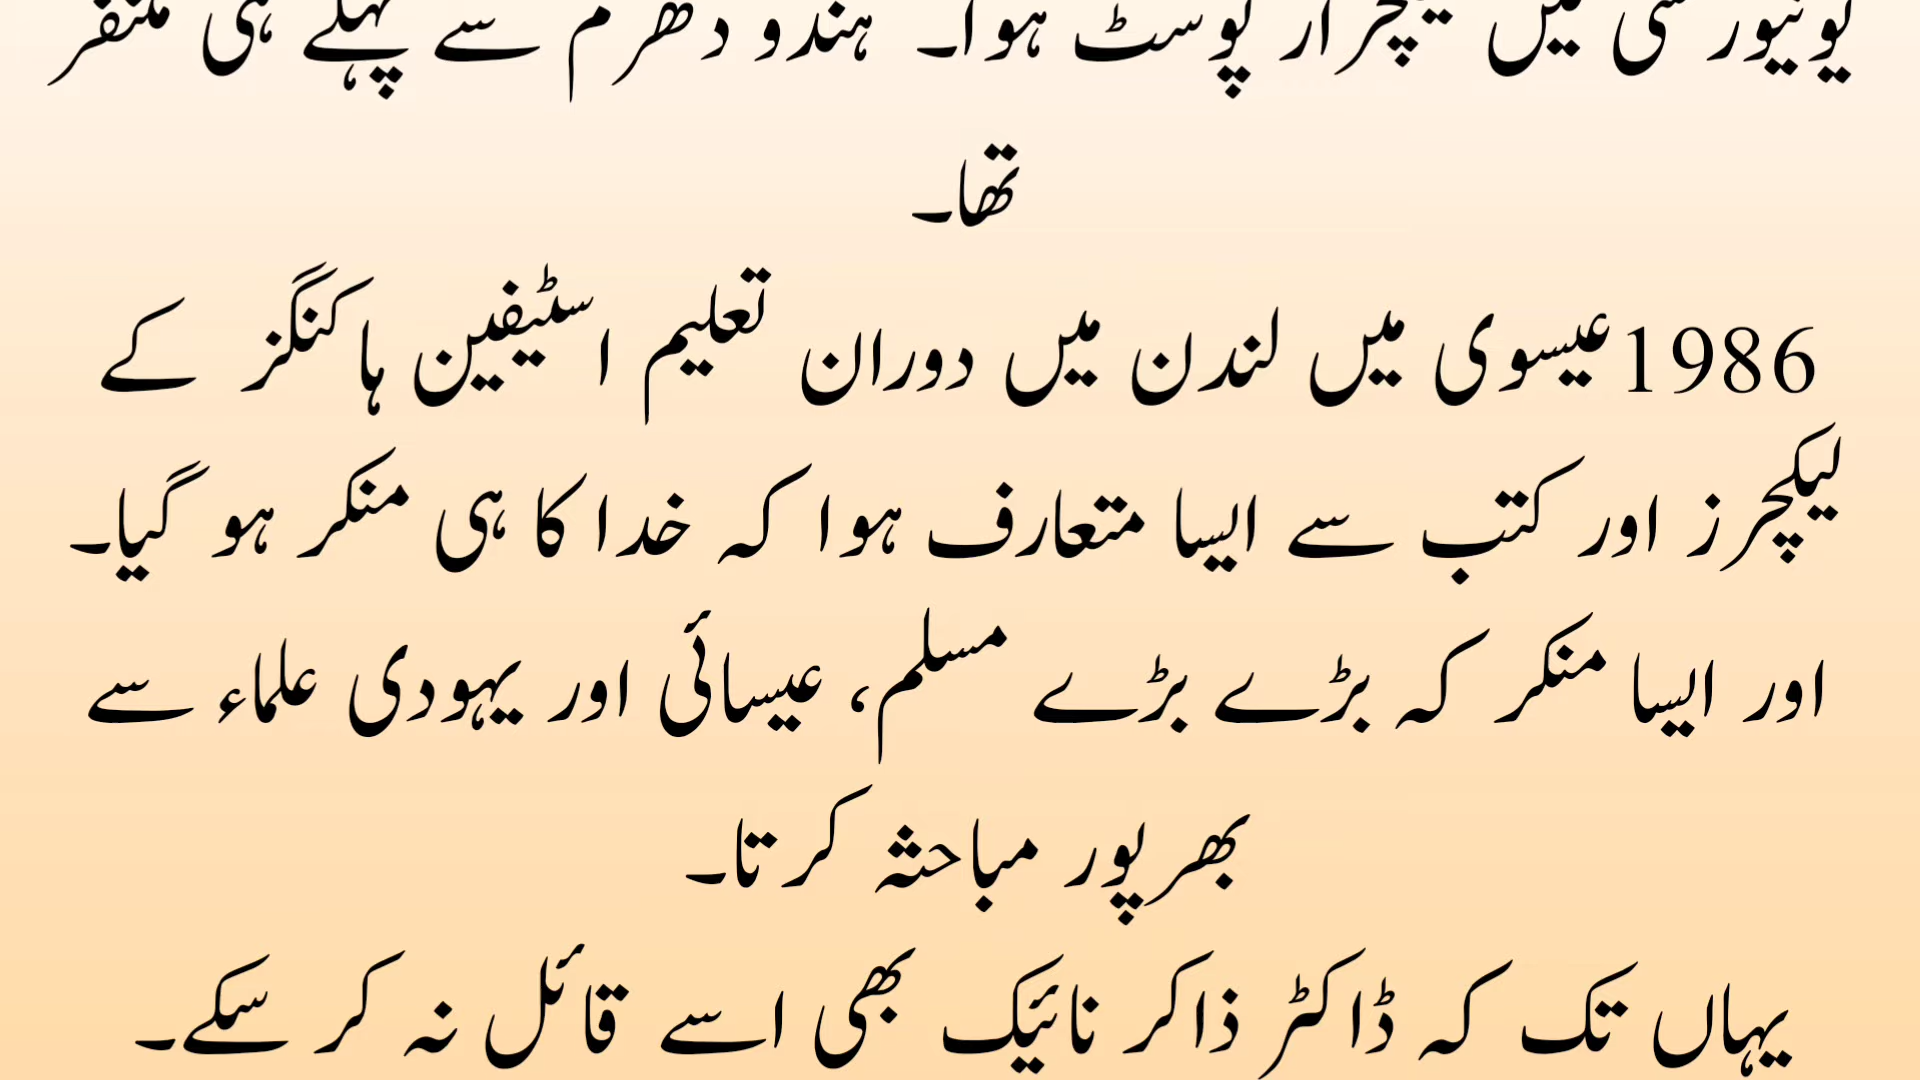 یونیورسٹی میں لیکچرار پوسٹ ہوا۔ ہندو دھرم سے پہلے ہی متنفر
تھا۔
1986عیسوی میں لندن میں دوران تعلیم اسٹیفین ہاکنگز کے
لیکچرز اور کتب سے ایسا متعارف ہوا کہ خدا کا ہی منکر ہو گیا۔
اور ایسا منکر کہ بڑے بڑے مسلم، عیسائی اور یہودی علماء سے
بھرپور مباحثہ کرتا۔
یہاں تک کہ ڈاکٹر ذاکر نائیک بھی اسے قائل نہ کر سکے۔